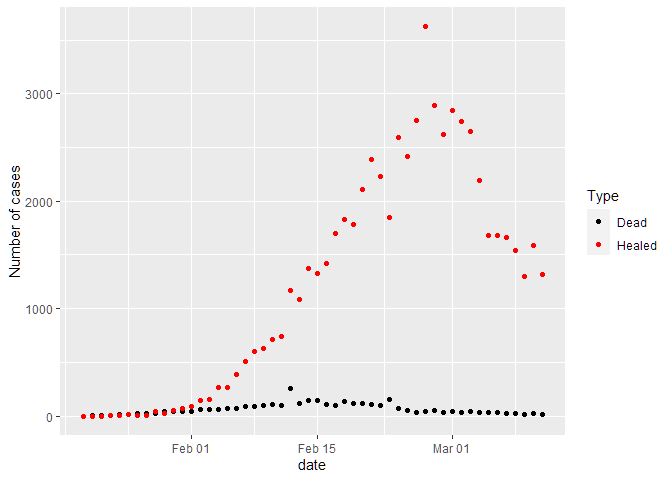 Number of cases
3000
2000
1000
0
Feb 01
Feb 15
Mar 01
date
Type
Dead
Healed